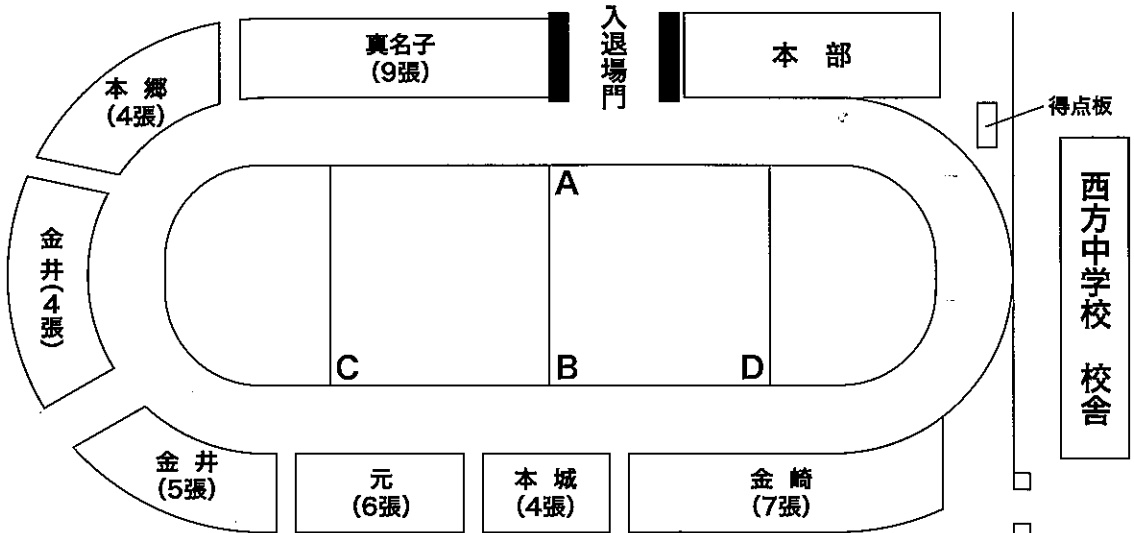 真名子
(9張)
入退場門
本 部
得点板
本 郷
(4張)
西方中学校 校舎
A
金井(4張)
C
B
D
金 井
(5張)
元
(6張)
本 城
(4張)
金 崎
(7張)